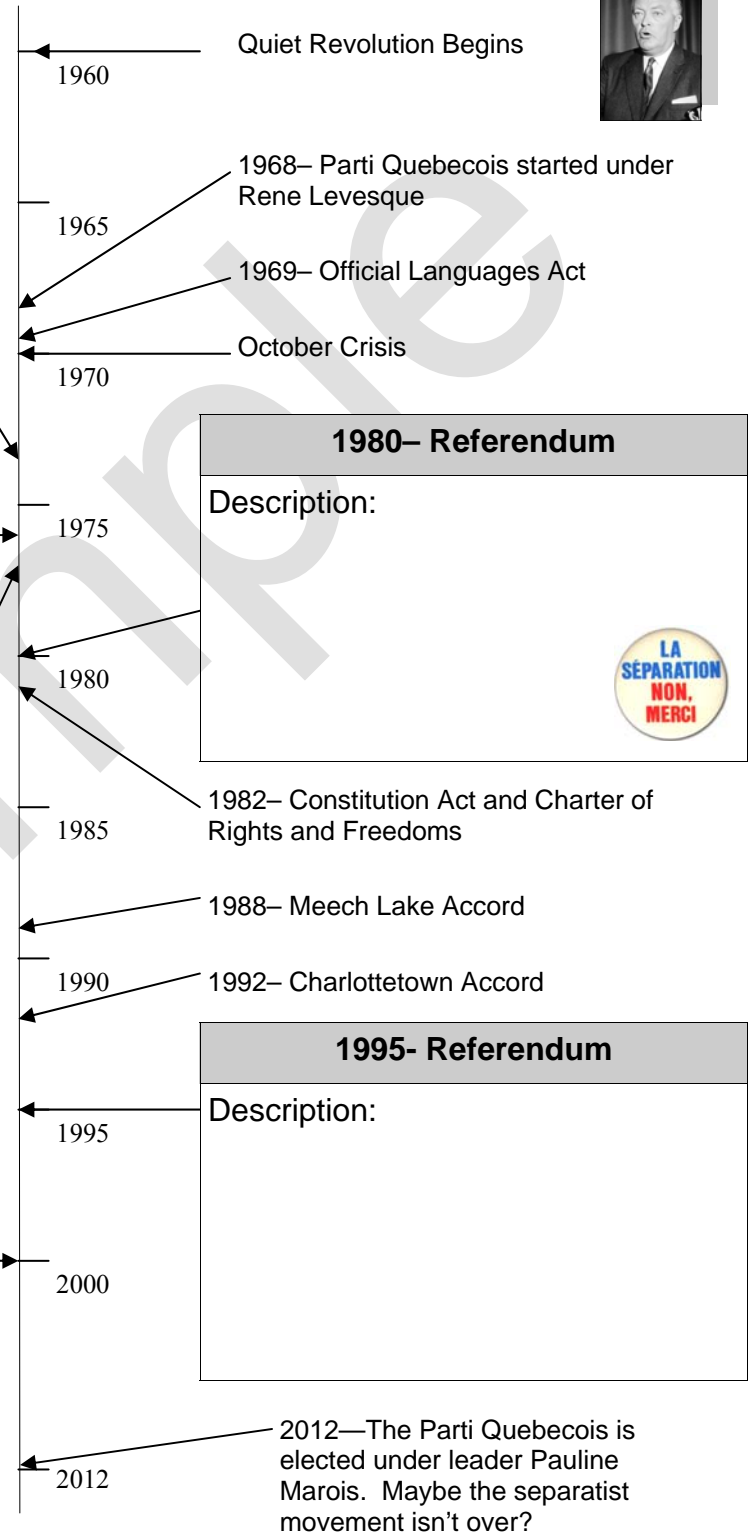 Quiet Revolution Begins
1960
1968– Parti Quebecois started under
Rene Levesque
1965
1969– Official Languages Act
October Crisis
1970
1980– Referendum
Description:
1975
LA
SÉPARATION
NON,
MERCI
1980
1982– Constitution Act and Charter of
Rights and Freedoms
1985
1988– Meech Lake Accord
1990
1992– Charlottetown Accord
1995- Referendum
Description:
1995
2000
2012—The Parti Quebecois is
elected under leader Pauline
Marois.  Maybe the separatist
movement isn’t over?
2012